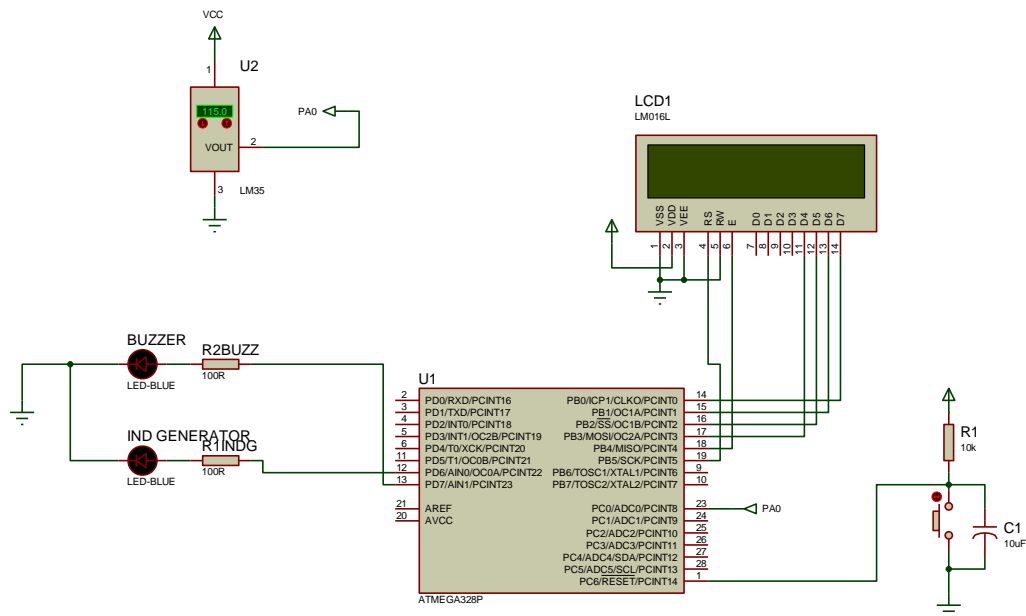 VCC
U2
1
115.0
VOUT
2
PA0
3
LM35
LCD1
LM016L
VSS
VDD
VEE
RS
RW
E
D0
D1
D2
D3
D4
D5
D6
D7
1
2
3
4
5
6
7
8
9
10
11
12
13
14
BUZZER
LED-BLUE
R2BUZZ
100R
IND GENERATOR
LED-BLUE
R1INDG
100R
U1
2 PD0/RXD/PCINT16
3 PD1/TXD/PCINT17
4 PD2/INT0/PCINT18
5 PD3/INT1/OC2B/PCINT19
6 PD4/T0/XCK/PCINT20
11 PD5/T1/OC0B/PCINT21
12 PD6/AIN0/OC0A/PCINT22
13 PD7/AIN1/PCINT23
21 AREF
20 AVCC
PB0/ICP1/CLKO/PCINT0 14
PB1/OC1A/PCINT1 15
PB2/SS/OC1B/PCINT2 16
PB3/MOSI/OC2A/PCINT3 17
PB4/MISO/PCINT4 18
PB5/SCK/PCINT5 19
PB6/TOSC1/XTAL1/PCINT6 9
PB7/TOSC2/XTAL2/PCINT7 10
PC0/ADC0/PCINT8 23
PC1/ADC1/PCINT9 24
PC2/ADC2/PCINT10 25
PC3/ADC3/PCINT11 26
PC4/ADC4/SDA/PCINT12 27
PC5/ADC5/SCL/PCINT13 28
PC6/RESET/PCINT14 1
ATMEGA328P
PA0
R1
10k
C1
10uF